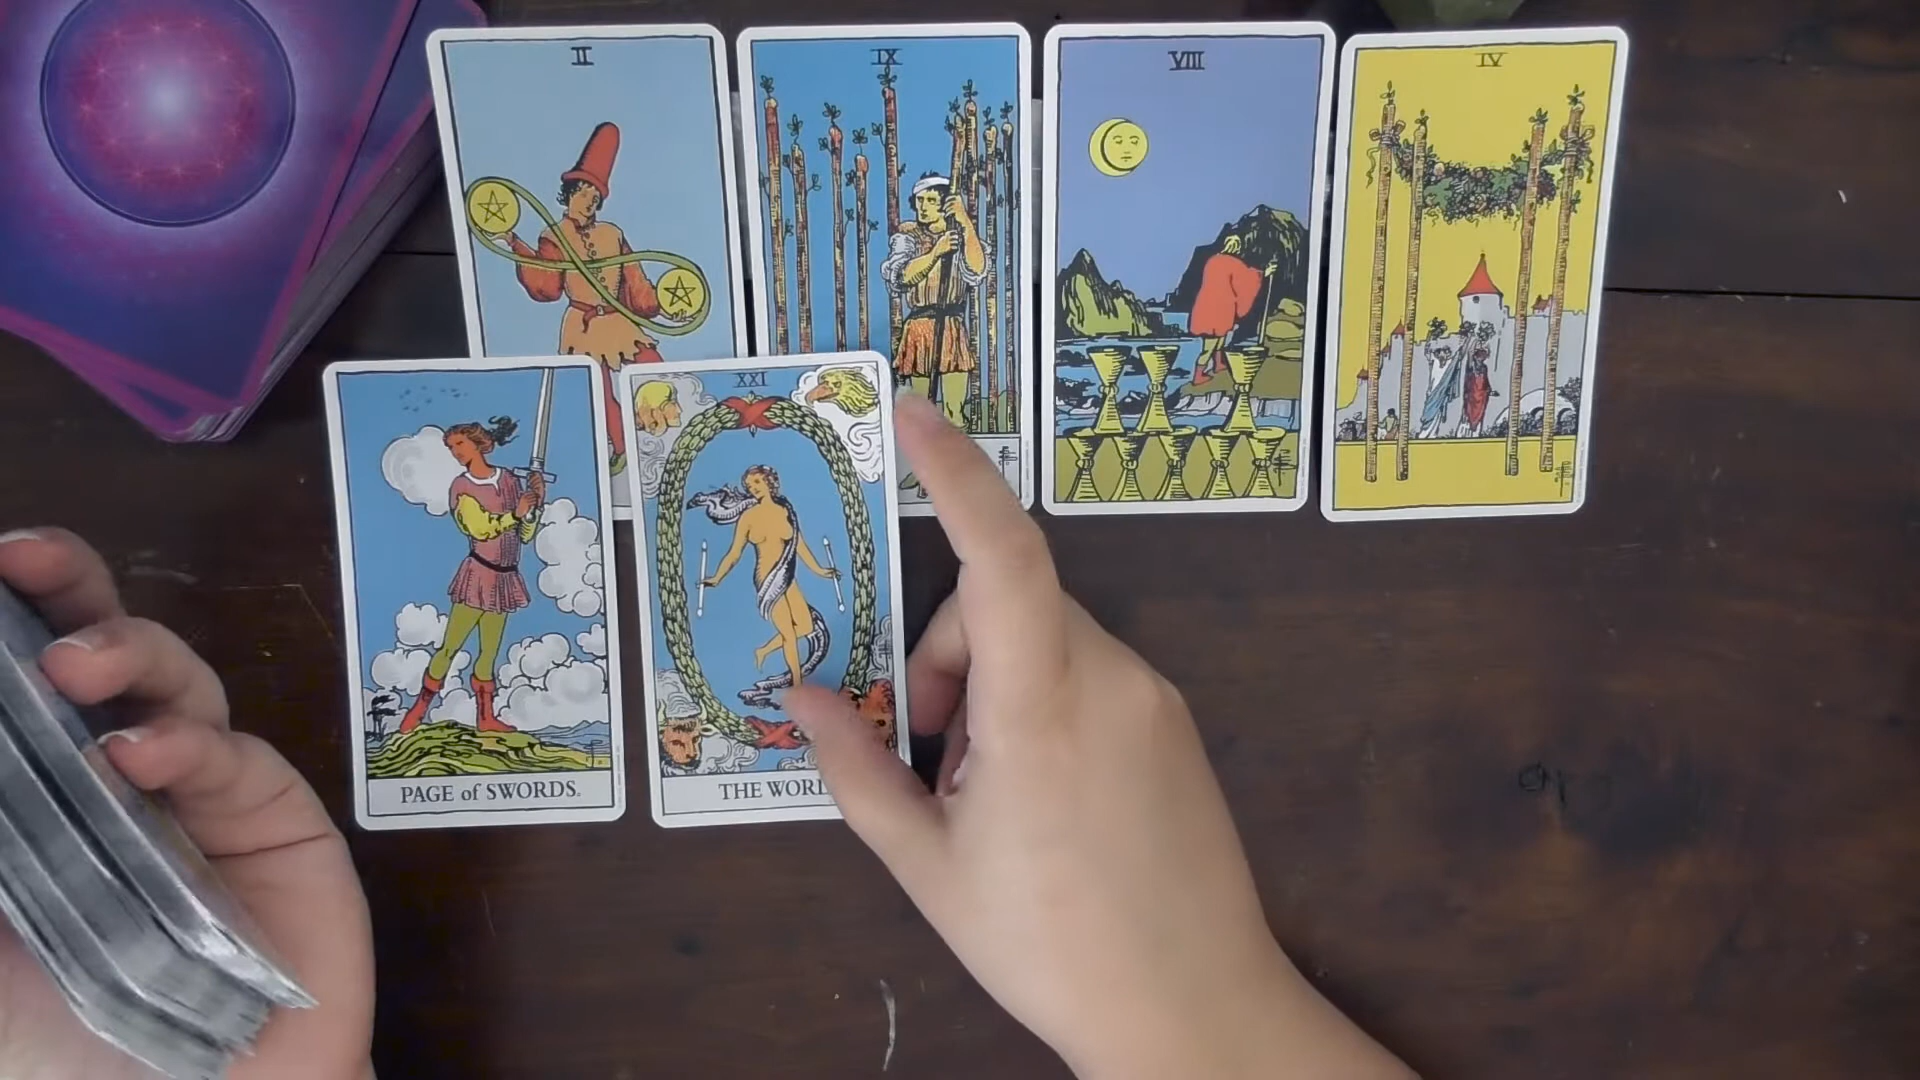 II
IX
VIII
IV
XXI
PAGE of SWORDS.
THE WORL